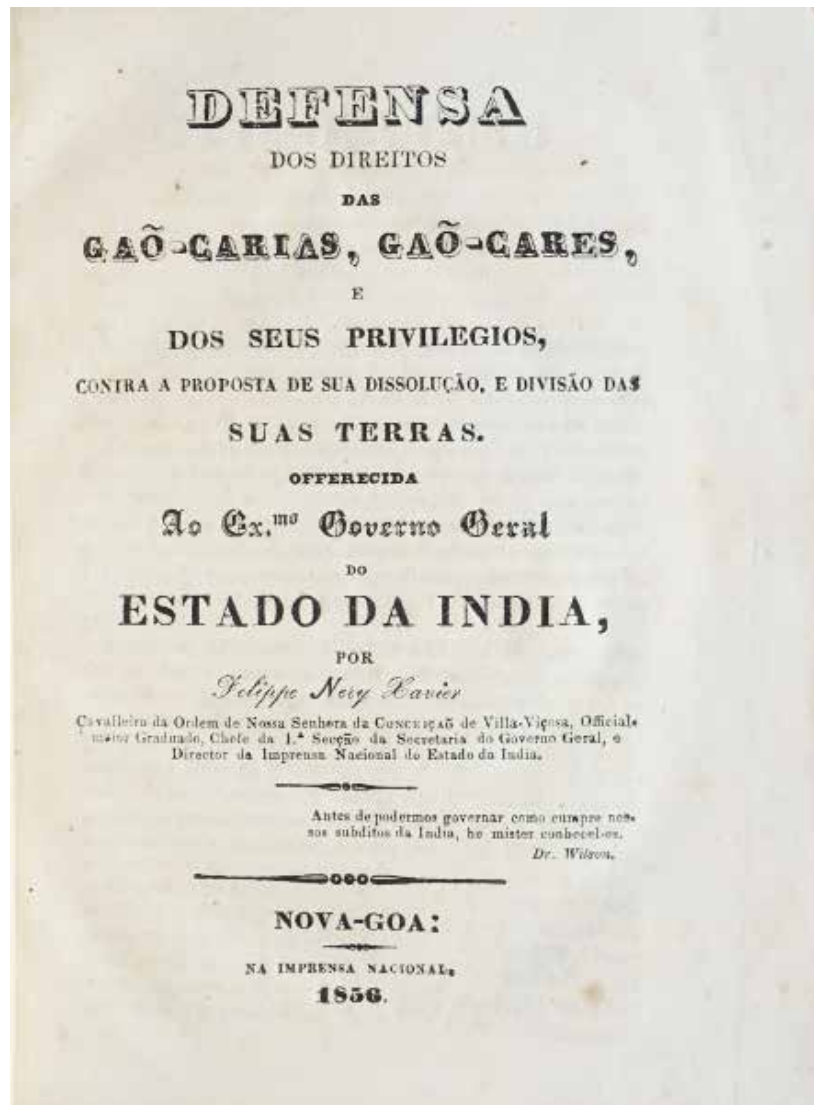 DEFENSA
DOS DIREITOS
DAS
GAÕ-CARIAS, GAÕ-CARES,
E
DOS SEUS PRIVILEGIOS,
CONTRA A PROPOSTA DE SUA DISSOLUÇÃO, E DIVISÃO DAS
SUAS TERRAS.
OFFERECIDA
Ao Ex.mo Governo Geral
DO
ESTADO DA INDIA,
POR
Filippe Nery Xavier
Cavalleiro da Ordem de Nossa Senhora da CONCEIÇAÕ de Villa-Viçosa, Official-
maior Graduado, Chefe da 1.ª Secção da Secretaria do Governo Geral, e
Director da Imprensa Nacional do Estado da India.
Antes de podermos governar como cumpre nos-
sos subditos da India, he mister conhecel-os.
Dr. Wilson.
NOVA-GOA:
NA IMPRENSA NACIONAL.
1856.